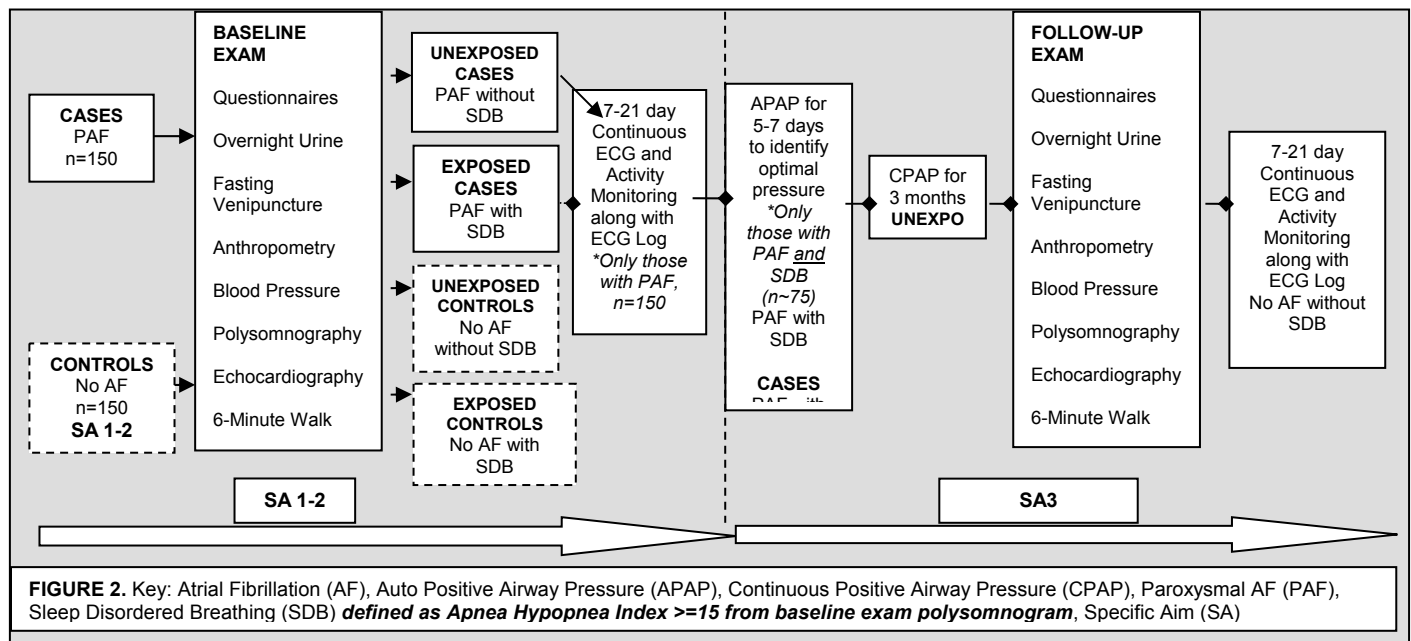 CASES
PAF
n=150
CONTROLS
No AF
n=150
SA 1-2
BASELINE
EXAM
Questionnaires
Overnight Urine
Fasting
Venipuncture
Anthropometry
Blood Pressure
Polysomnography
Echocardiography
6-Minute Walk
UNEXPOSED
CASES
PAF without
SDB
EXPOSED
CASES
PAF with
SDB
UNEXPOSED
CONTROLS
No AF
without SDB
EXPOSED
CONTROLS
No AF with
SDB
7-21 day
Continuous
ECG and
Activity
Monitoring
along with
ECG Log
*Only those
with PAF,
n=150
APAP for
5-7 days
to identify
optimal
pressure
*Only
those with
PAF and
SDB
(n~75)
PAF with
SDB
CASES
PAF with
CPAP for
3 months
UNEXPO
FOLLOW-UP
EXAM
Questionnaires
Overnight Urine
Fasting
Venipuncture
Anthropometry
Blood Pressure
Polysomnography
Echocardiography
6-Minute Walk
7-21 day
Continuous
ECG and
Activity
Monitoring
along with
ECG Log
No AF without
SDB
SA 1-2
SA3
FIGURE 2. Key: Atrial Fibrillation (AF), Auto Positive Airway Pressure (APAP), Continuous Positive Airway Pressure (CPAP), Paroxysmal AF (PAF),
Sleep Disordered Breathing (SDB) defined as Apnea Hypopnea Index >=15 from baseline exam polysomnogram, Specific Aim (SA)